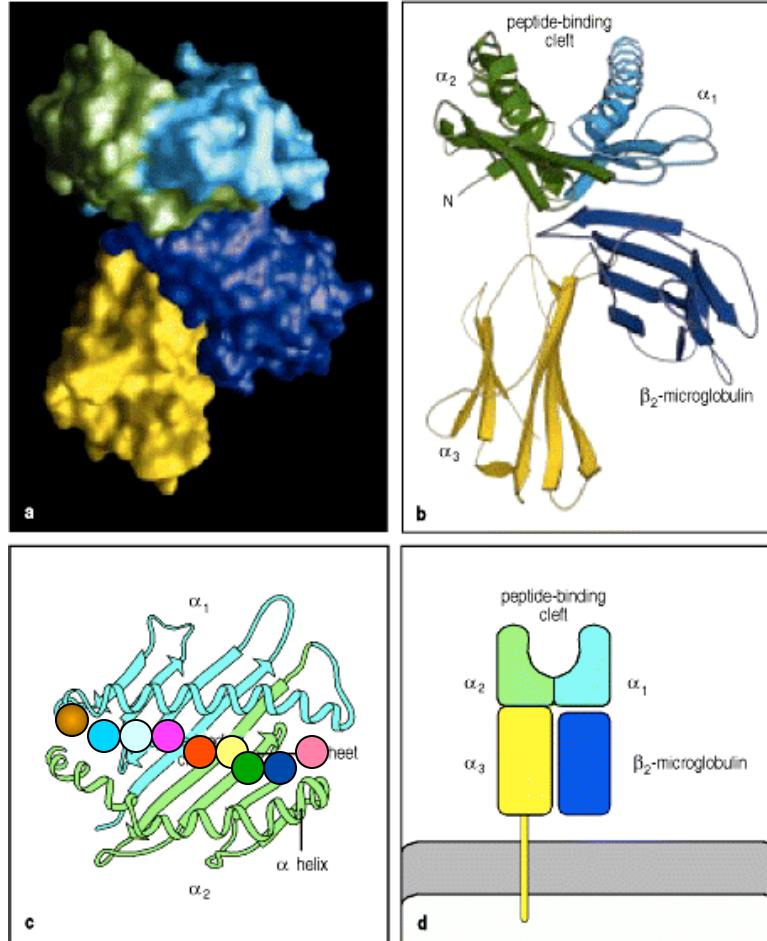 a
peptide-binding
cleft
α2
α1
N
β2-microglobulin
α3
b
α1
heet
α helix
α2
c
peptide-binding
cleft
α2
α1
α3
β2-microglobulin
d